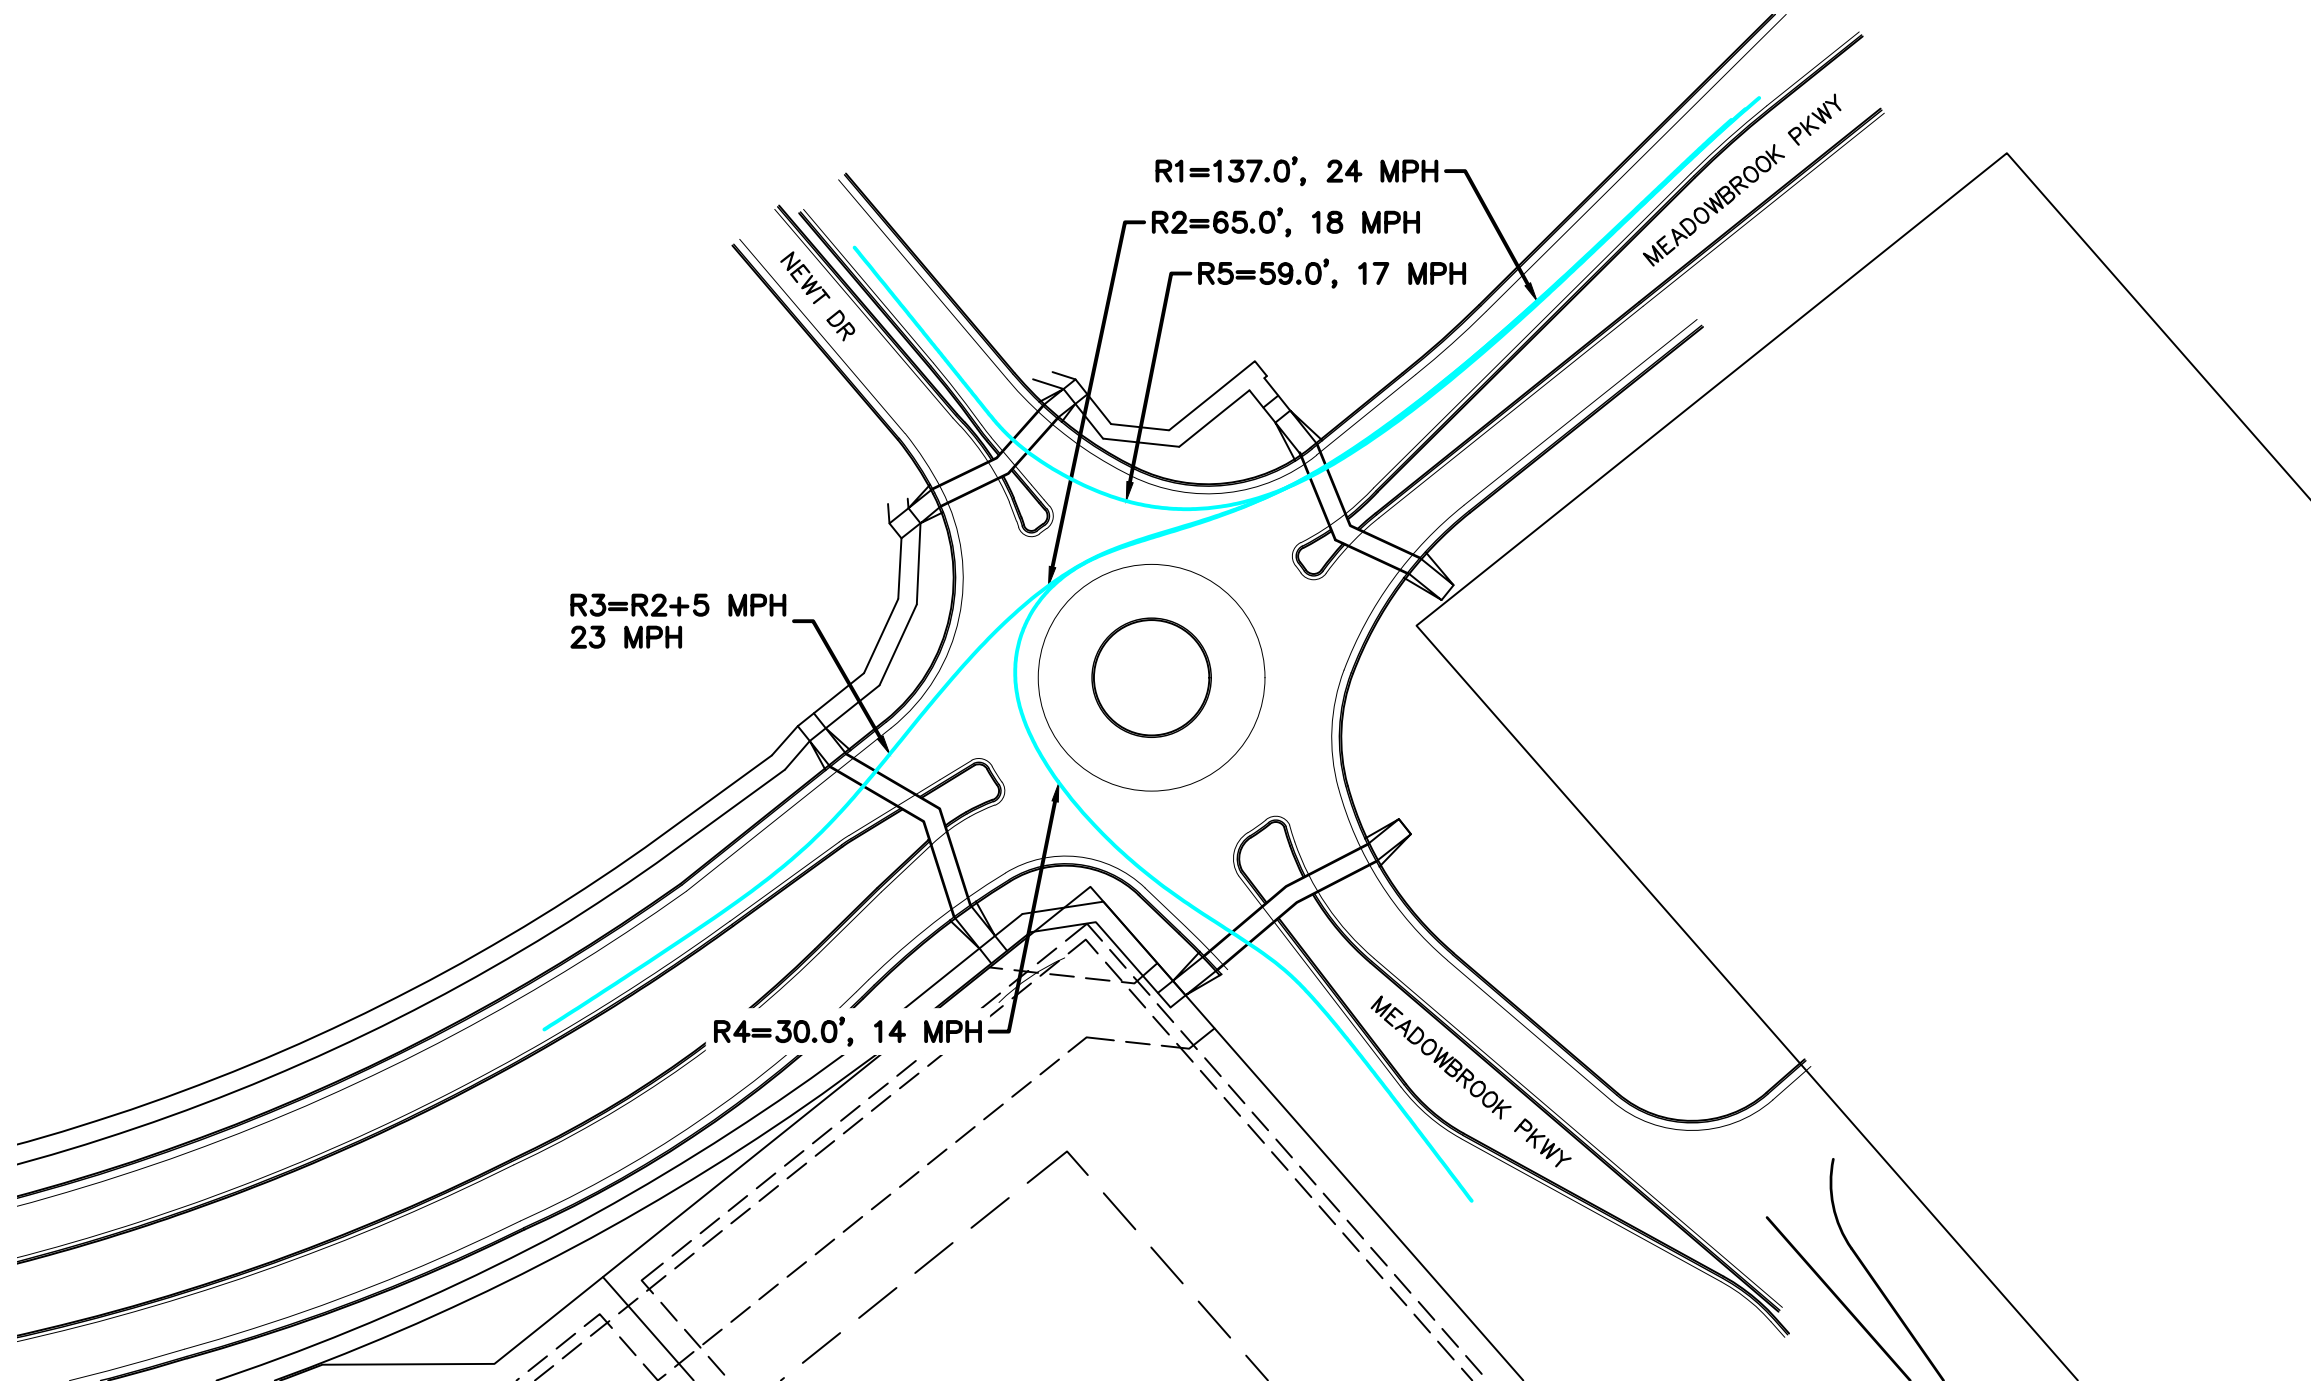 R1=137.0', 24 MPH
R2=65.0', 18 MPH
R5=59.0', 17 MPH
MEADOWBROOK PKWY
NEWT DR
R3=R2+5 MPH
23 MPH
R4=30.0', 14 MPH
MEADOWBROOK PKWY